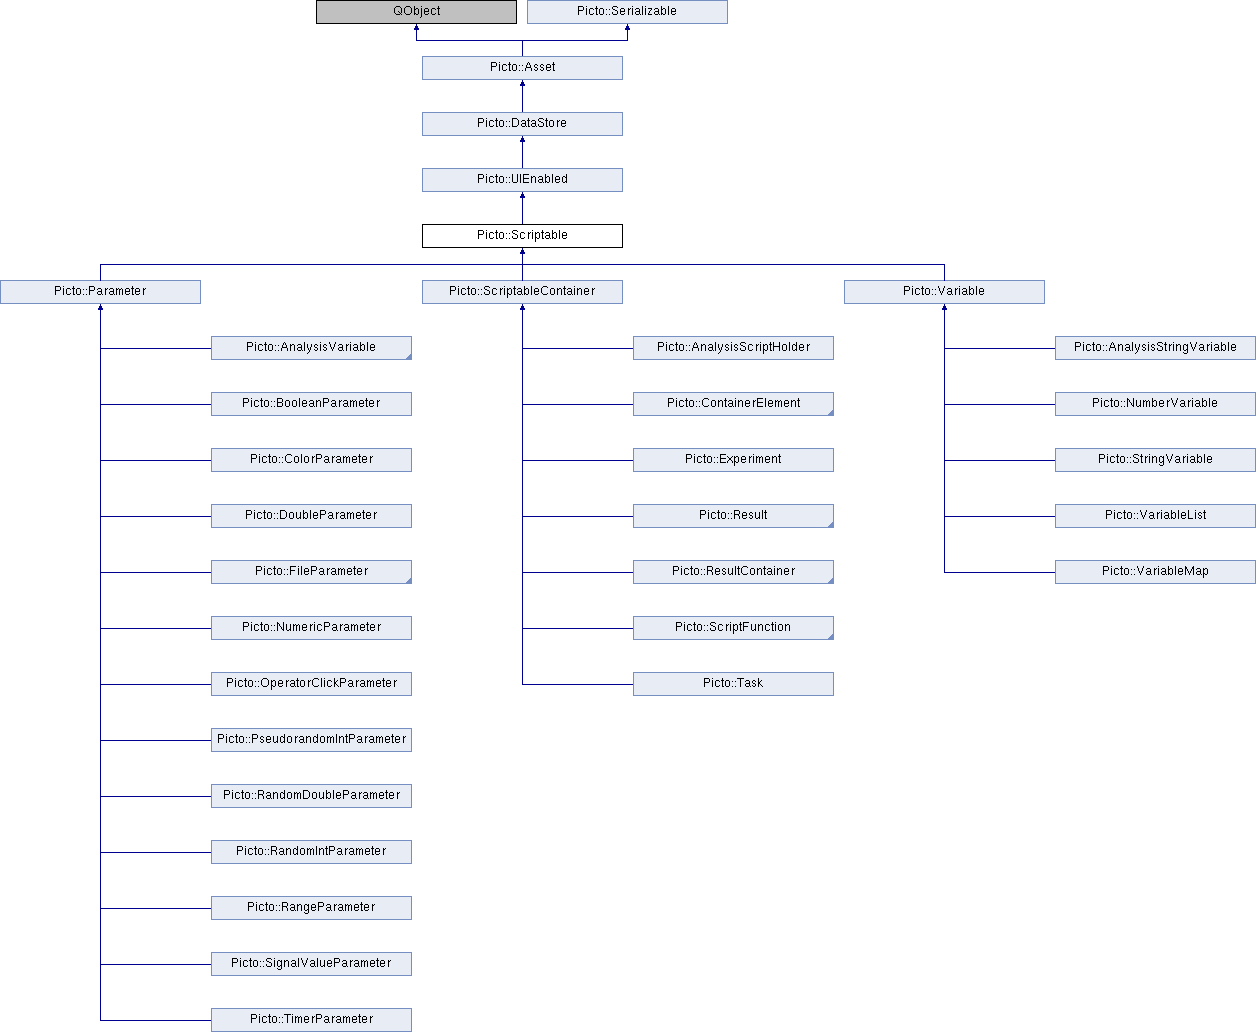 QObject
Picto::Serializable
Picto::Asset
Picto::DataStore
Picto::UIEnabled
Picto::Scriptable
Picto::Parameter
Picto::ScriptableContainer
Picto::Variable
Picto::AnalysisVariable
Picto::AnalysisScriptHolder
Picto::AnalysisStringVariable
Picto::BooleanParameter
Picto::ContainerElement
Picto::NumberVariable
Picto::ColorParameter
Picto::Experiment
Picto::StringVariable
Picto::DoubleParameter
Picto::Result
Picto::VariableList
Picto::FileParameter
Picto::ResultContainer
Picto::VariableMap
Picto::NumericParameter
Picto::ScriptFunction
Picto::OperatorClickParameter
Picto::Task
Picto::PseudorandomIntParameter
Picto::RandomDoubleParameter
Picto::RandomIntParameter
Picto::RangeParameter
Picto::SignalValueParameter
Picto::TimerParameter